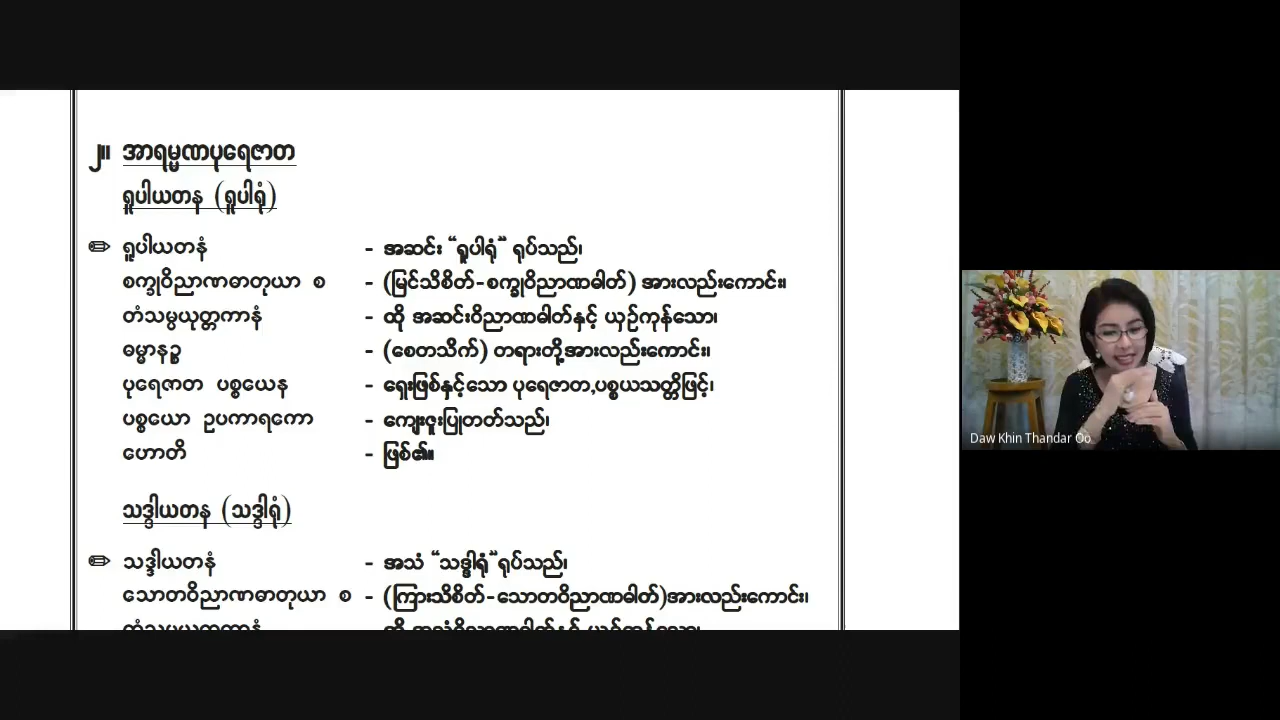 ၂။ အာရမ္မဏပုရေဇာတ
ရူပါယတန (ရူပါရုံ)
✏ ရူပါယတနံ - အဆင်း “ရူပါရုံ” ရုပ်သည်၊
စက္ခုဝိညာဏဓာတုယာ စ - (မြင်သိစိတ်-စက္ခုဝိညာဏဓါတ်) အားလည်းကောင်း၊
တံသမ္ပယုတ္တကာနံ - ထို အဆင်းဝိညာဏဓါတ်နှင့် ယှဉ်ကုန်သော၊
ဓမ္မာနဉ္စ - (စေတသိက်) တရားတို့အားလည်းကောင်း၊
ပုရေဇာတ ပစ္စယေန - ရှေးဖြစ်နှင့်သော ပုရေဇာတ,ပစ္စယသတ္တိဖြင့်၊
ပစ္စယော ဥပကာရကော - ကျေးဇူးပြုတတ်သည်၊
ဟောတိ - ဖြစ်၏။
သဒ္ဒါယတန (သဒ္ဒါရုံ)
✏ သဒ္ဒါယတနံ - အသံ “သဒ္ဒါရုံ”ရုပ်သည်၊
သောတဝိညာဏဓာတုယာ စ - (ကြားသိစိတ်-သောတဝိညာဏဓါတ်)အားလည်းကောင်း၊
Daw Khin Thandar Oo